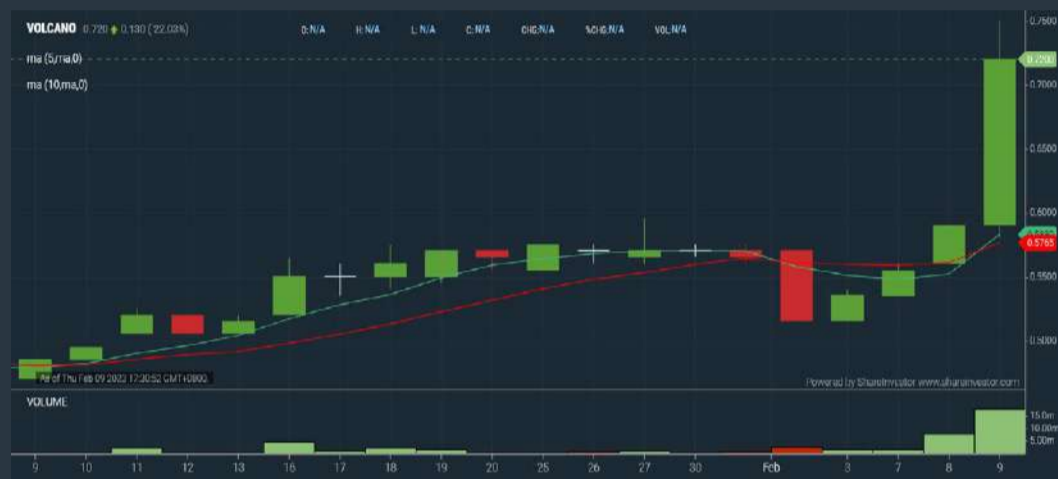 VOLCANO 0.720 0.130 (22.03%) O:N/A H:N/A L:N/A C:N/A CHG:N/A %CHG:N/A VOL:N/A
ma (5,ma,0)
ma (10,ma,0)
0.7500
0.7200
0.7000
0.6500
0.6000
0.5765
0.5500
0.5000
As of Thu Feb 09 2023 17:30:52 GMT+0800
Powered by ShareInvestor www.shareinvestor.com
VOLUME
15.0m
10.00m
5.00m
9 10 11 12 13 16 17 18 19 20 25 26 27 30 Feb 3 7 8 9